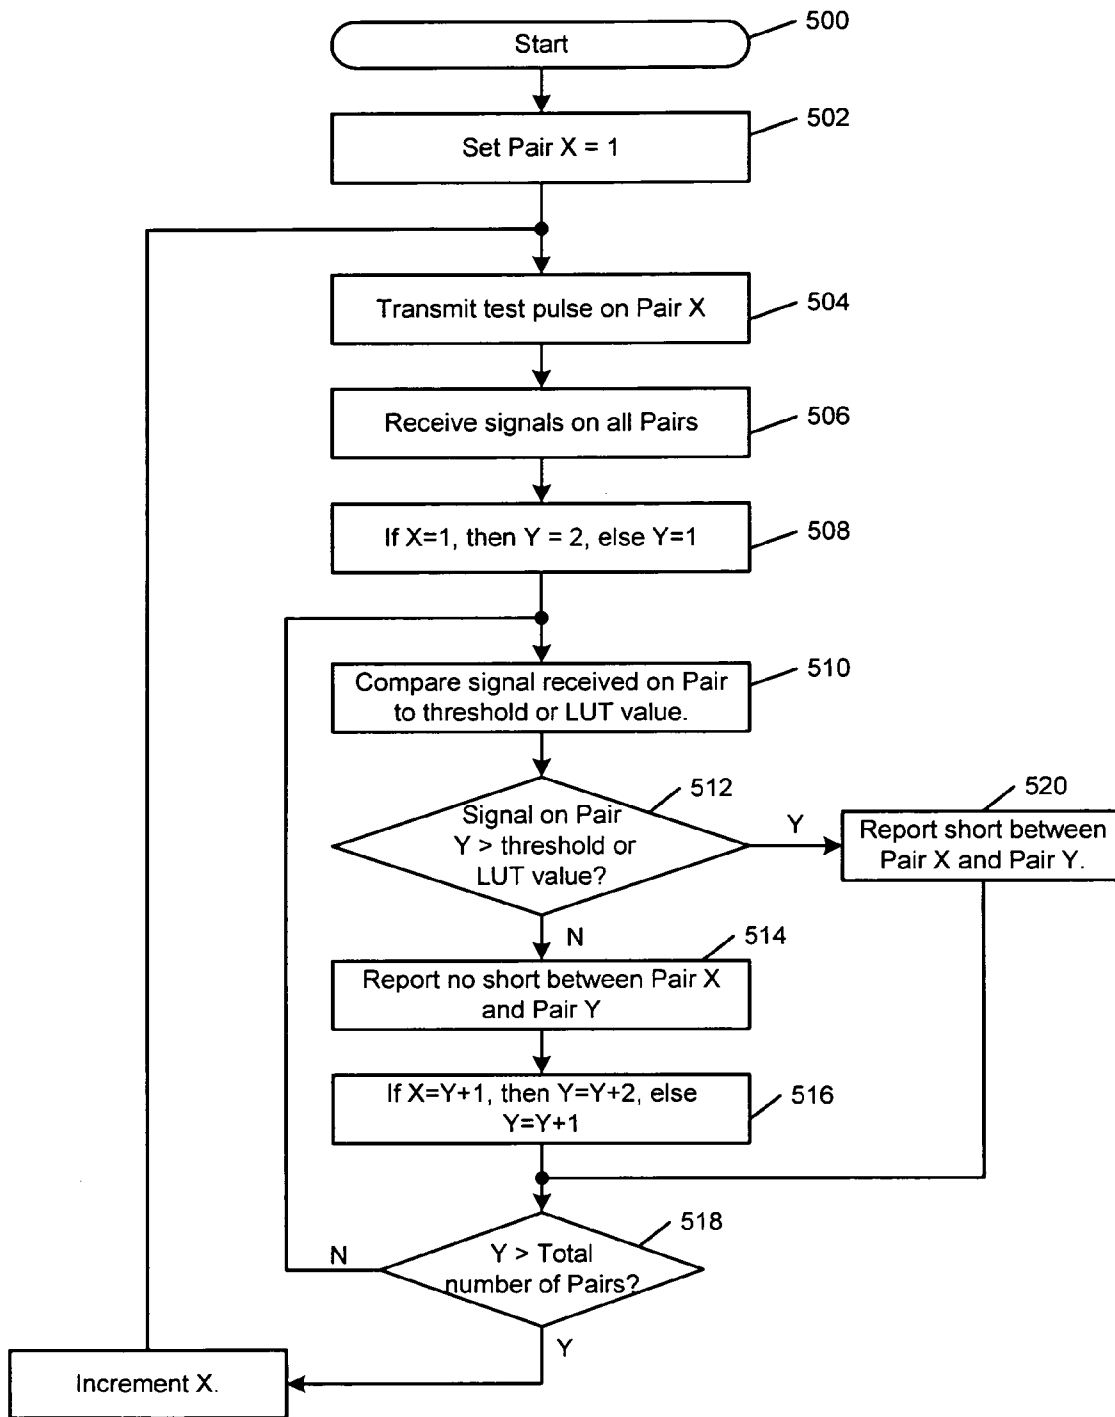 Start
500
Set Pair X = 1
502
Transmit test pulse on Pair X
504
Receive signals on all Pairs
506
If X=1, then Y = 2, else Y=1
508
Compare signal received on Pair
to threshold or LUT value.
510
Signal on Pair
Y > threshold or
LUT value?
512
Y
Report short between
Pair X and Pair Y.
520
N
Report no short between Pair X
and Pair Y
514
If X=Y+1, then Y=Y+2, else
Y=Y+1
516
Y > Total
number of Pairs?
518
N
Y
Increment X.